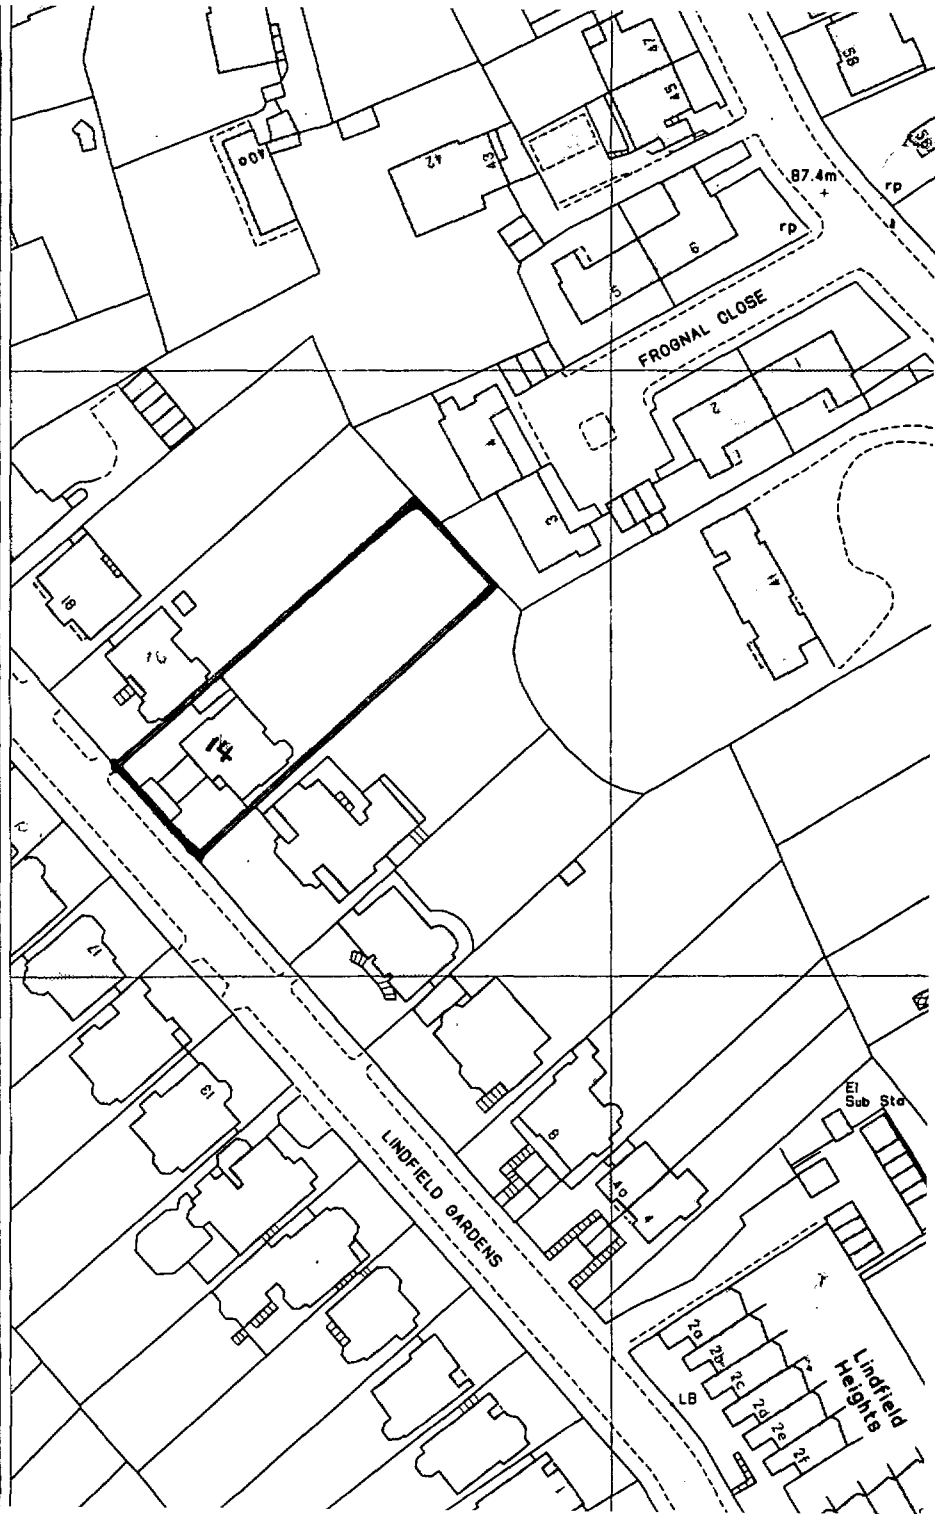 47
58
45
42
43
40a
87.4m
rp
rp
6
5
FROGNAL CLOSE
1
2
4
3
41
18
14
17
El
Sub Sta
13
LINDFIELD GARDENS
8
4a
4
2a
2b
2c
2d
2e
2f
LB
Lindfield
Heights